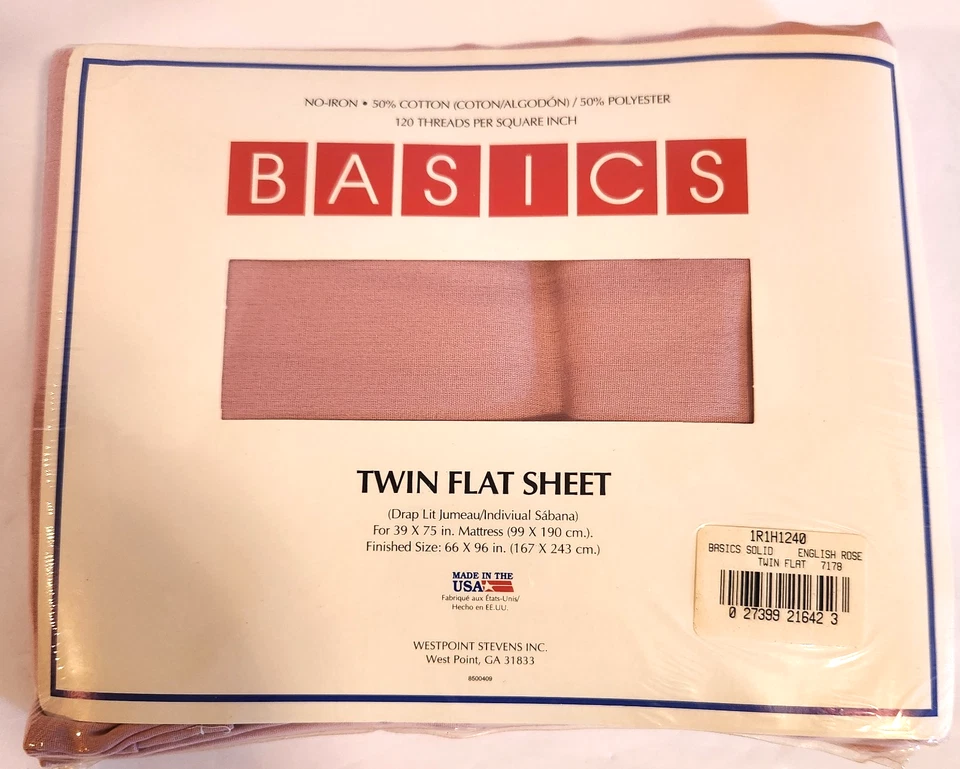 NO-IRON • 50% COTTON (COTON/ALGODÓN) / 50% POLYESTER
120 THREADS PER SQUARE INCH
BASICS
TWIN FLAT SHEET
(Drap Lit Jumeau/Indiviual Sábana)
For 39 X 75 in. Mattress (99 X 190 cm.).
Finished Size: 66 X 96 in. (167 X 243 cm.)
MADE IN THE
USA
Fabriqué aux États-Unis/
Hecho en EE.UU.
WESTPOINT STEVENS INC.
West Point, GA 31833
8500409
1R1H1240
BASICS SOLID ENGLISH ROSE
TWIN FLAT 7178
0 27399 21642 3